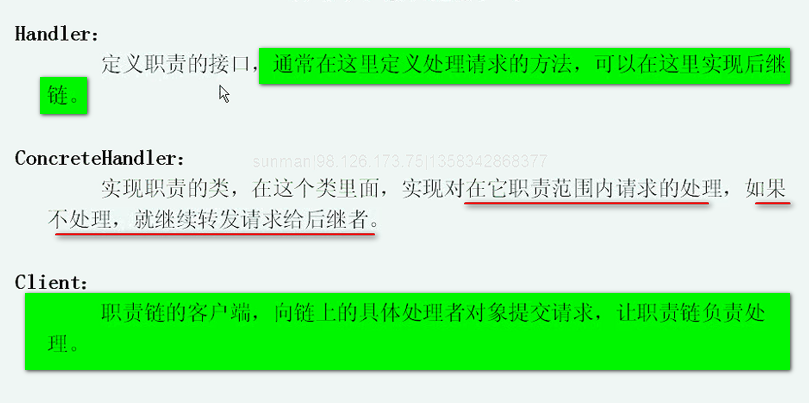 Handler:
定义职责的接口，通常在这里定义处理请求的方法，可以在这里实现后继
链。
ConcreteHandler:
sunman|98.126.173.75|1358342868377
实现职责的类，在这个类里面，实现对在它职责范围内请求的处理，如果
不处理，就继续转发请求给后继者。
Client:
职责链的客户端，向链上的具体处理者对象提交请求，让职责链负责处
理。